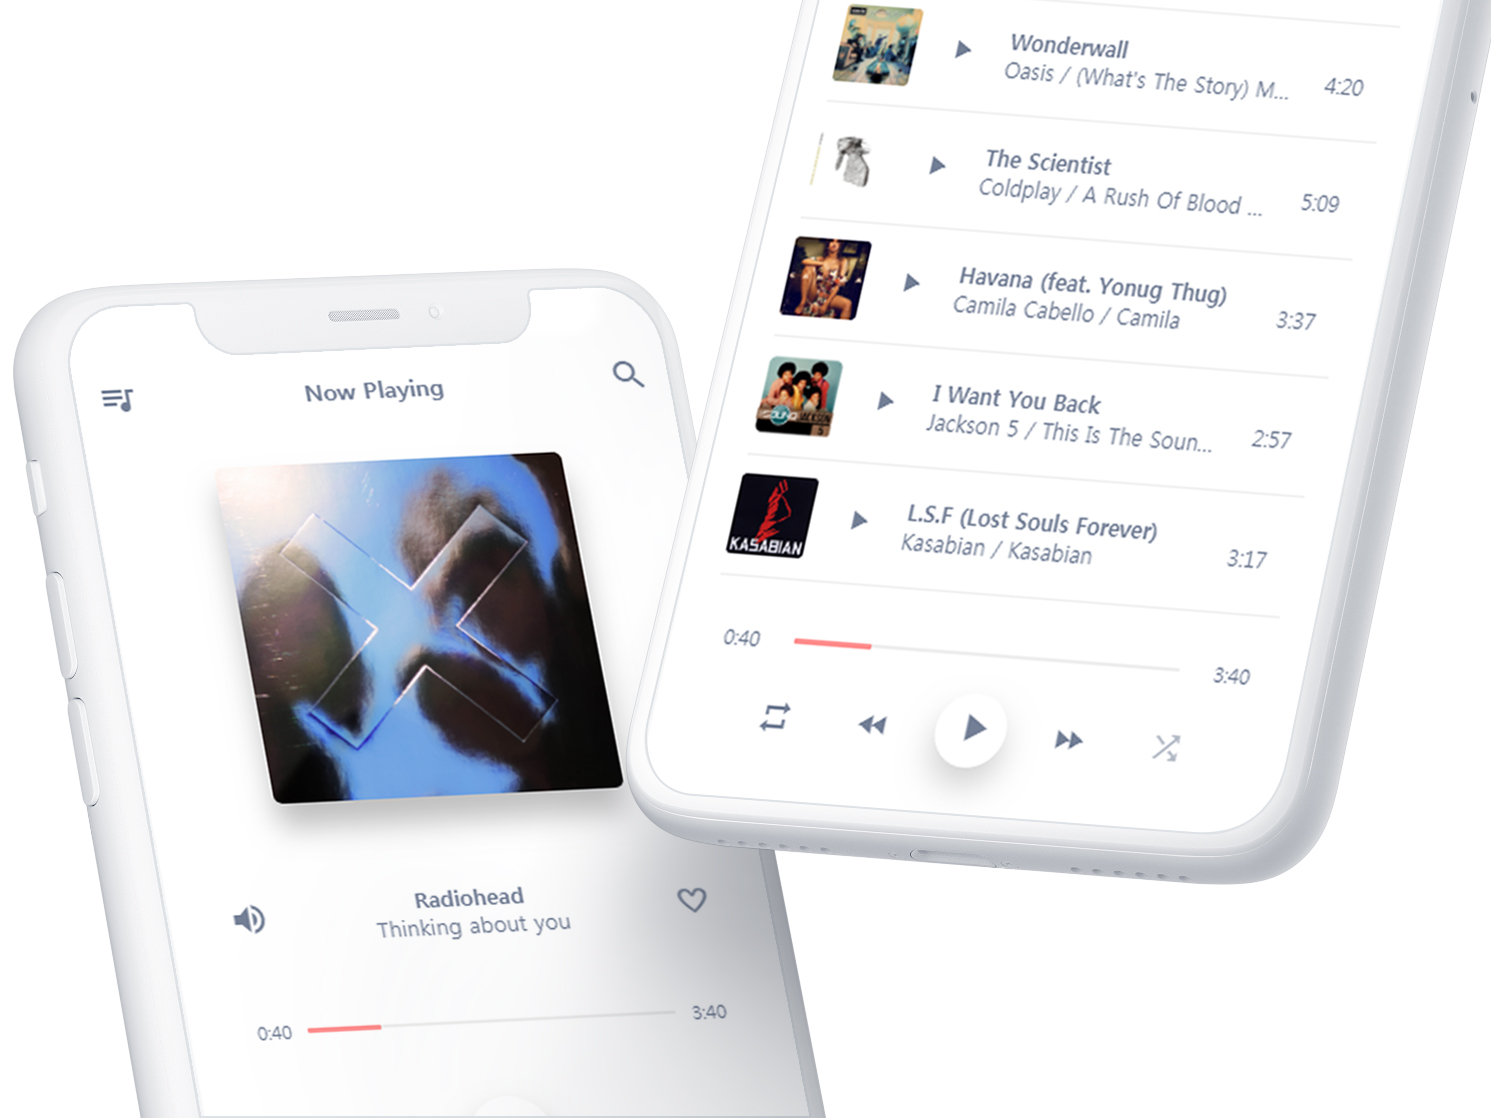 Now Playing
Radiohead
Thinking about you
0:40
3:40
Wonderwall
Oasis / (What's The Story) M...
4:20
The Scientist
Coldplay / A Rush Of Blood ...
5:09
Havana (feat. Yonug Thug)
Camila Cabello / Camila
3:37
I Want You Back
Jackson 5 / This Is The Soun...
2:57
KASABIAN
L.S.F (Lost Souls Forever)
Kasabian / Kasabian
3:17
0:40
3:40